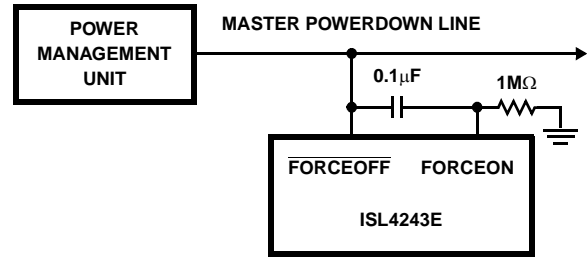 POWER
MANAGEMENT
UNIT
MASTER POWERDOWN LINE
0.1μF
1MΩ
FORCEOFF FORCEON
ISL4243E